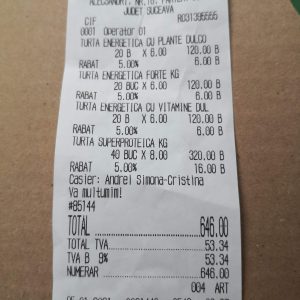 ALECSANDRI, NR.10,
JUDET SUCEAVA
CIF RO31395555
0001 Operator 01
TURTA ENERGETICA CU PLANTE DULCO
20 B X 6.00 120.00 B
RABAT 5.00% 6.00 B
TURTA ENERGETICA FORTE KG
20 BUC X 6.00 120.00 B
RABAT 5.00% 6.00 B
TURTA ENERGETICA CU VITAMINE DUL
20 B X 6.00 120.00 B
RABAT 5.00% 6.00 B
TURTA SUPERPROTEICA KG
40 BUC X 8.00 320.00 B
RABAT 5.00% 16.00 B
Casier: Andrei Simona-Cristina
Va multumim!
#85144
TOTAL 646.00
TOTAL TVA 53.34
TVA B 9% 53.34
NUMERAR 646.00
004 ART